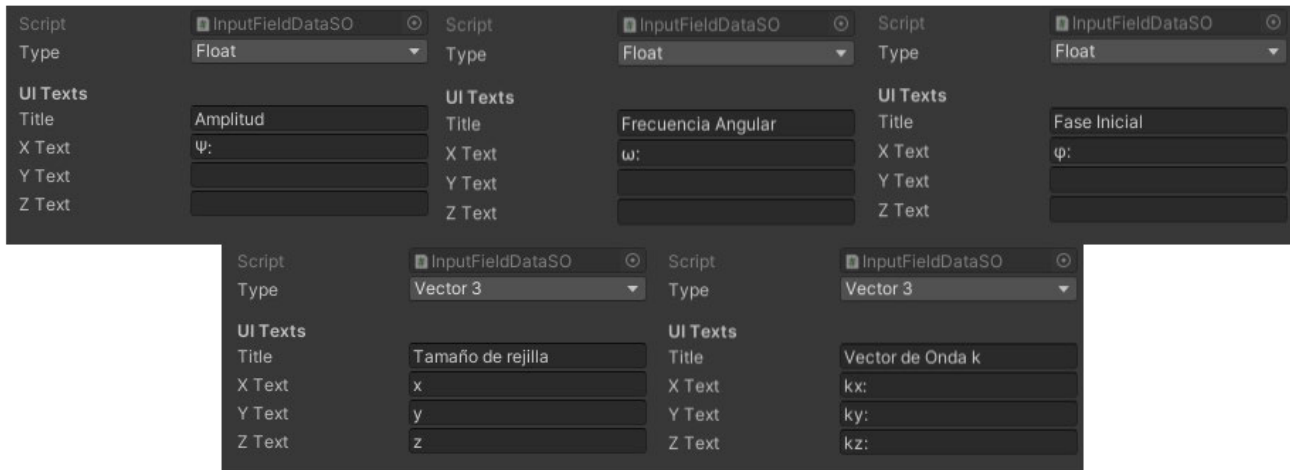 Script InputFieldDataSO
Type Float
UI Texts
Title Amplitud
X Text Ψ:
Y Text
Z Text
Script InputFieldDataSO
Type Float
UI Texts
Title Frecuencia Angular
X Text ω:
Y Text
Z Text
Script InputFieldDataSO
Type Float
UI Texts
Title Fase Inicial
X Text φ:
Y Text
Z Text
Script InputFieldDataSO
Type Vector 3
UI Texts
Title Tamaño de rejilla
X Text x
Y Text y
Z Text z
Script InputFieldDataSO
Type Vector 3
UI Texts
Title Vector de Onda k
X Text kx:
Y Text ky:
Z Text kz: